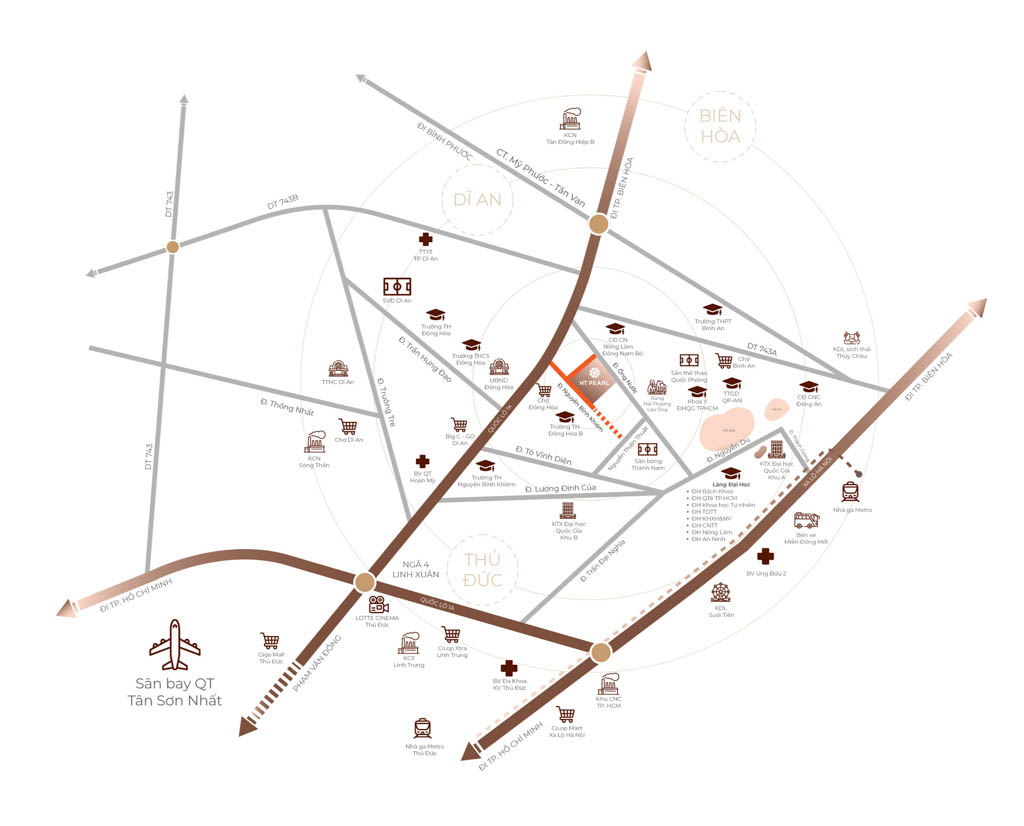 BIÊN
HÒA
KCN
Tân Đông Hiệp B
ĐI BÌNH PHƯỚC
CT. Mỹ Phước - Tân Vạn
ĐI TP. BIÊN HÒA
DĨ AN
DT 743
DT 743B
TTYT
TP Dĩ An
SVĐ Dĩ An
Trường TH
Đông Hòa
Trường THCS
Đông Hòa
UBND
Đông Hòa
Đ. Trần Hưng Đạo
CĐ CN
Nông Lâm
Đông Nam Bộ
Trường THPT
Bình An
DT 743A
KDL sinh thái
Thủy Châu
ĐI TP. BIÊN HÒA
TTHC Dĩ An
Đ. Thống Nhất
Đ. Truông Tre
Chợ Dĩ An
KCN
Sóng Thần
DT 743
QUỐC LỘ 1K
HT PEARL
Đ. Ống Nước
Đ. Nguyễn Bỉnh Khiêm
Chợ
Đông Hòa
Trường TH
Đông Hòa B
Sân thể thao
Quốc Phòng
Chợ
Bình An
Khoa Y
ĐHQG TPHCM
TTGD
QP-AN
CĐ CNC
Đồng An
Hải Thượng
Lãn Ông
Big C - GO
Dĩ An
BV QT
Hoàn Mỹ
Trường TH
Nguyễn Bỉnh Khiêm
Đ. Tô Vĩnh Diện
Nguyễn Thiện Thuật
Sân bóng
Thành Nam
Đ. Nguyễn Du
KTX Đại học
Quốc Gia
Khu A
XA LỘ HÀ NỘI
Đ. Lương Định Của
KTX Đại học
Quốc Gia
Khu B
Làng Đại Học
• ĐH Bách Khoa
• ĐH QTế TP.HCM
• ĐH Khoa học Tự nhiên
• ĐH TDTT
• ĐH KHXH&NV
• ĐH CNTT
• ĐH Nông Lâm
• ĐH An Ninh
Nhà ga Metro
Bến xe
Miền Đông Mới
BV Ung Bứu 2
KDL
Suối Tiên
Đ. Trần Đại Nghĩa
THỦ
ĐỨC
NGÃ 4
LINH XUÂN
QUỐC LỘ 1A
ĐI TP. HỒ CHÍ MINH
LOTTE CINEMA
Thủ Đức
KCX
Linh Trung
Co.op Xtra
Linh Trung
Giga Mall
Thủ Đức
PHẠM VĂN ĐỒNG
Sân bay QT
Tân Sơn Nhất
BV Đa Khoa
KV Thủ Đức
Khu CNC
TP. HCM
Co.op Mart
Xa Lộ Hà Nội
Nhà ga Metro
Thủ Đức
ĐI TP. HỒ CHÍ MINH